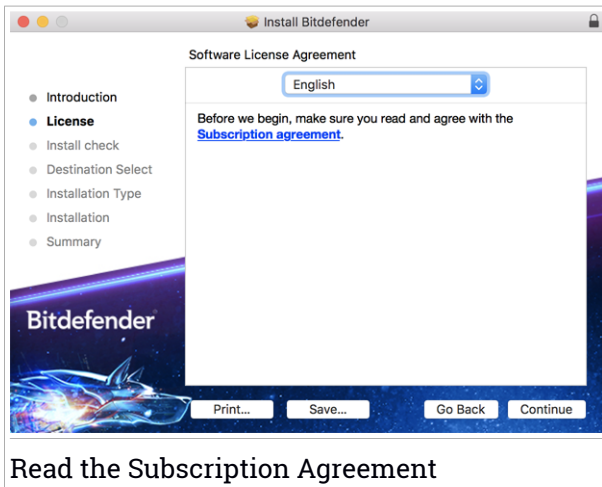 Install Bitdefender
Software License Agreement
English
Introduction
License
Install check
Destination Select
Installation Type
Installation
Summary
Before we begin, make sure you read and agree with the
Subscription agreement.
Bitdefender
Print...
Save...
Go Back
Continue
Read the Subscription Agreement